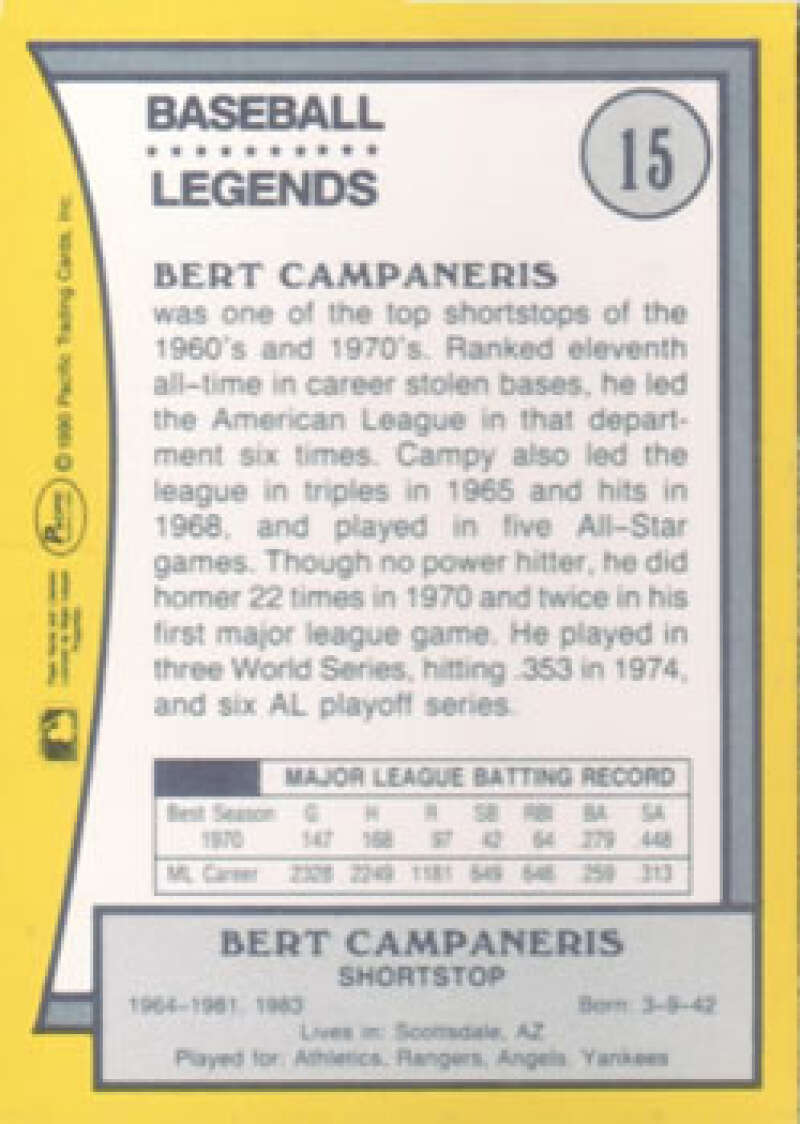 BASEBALL
LEGENDS
15
BERT CAMPANERIS
was one of the top shortstops of the
1960's and 1970's. Ranked eleventh
all-time in career stolen bases, he led
the American League in that depart-
ment six times. Campy also led the
league in triples in 1965 and hits in
1968, and played in five All-Star
games. Though no power hitter, he did
homer 22 times in 1970 and twice in his
first major league game. He played in
three World Series, hitting .353 in 1974,
and six AL playoff series.
MAJOR LEAGUE BATTING RECORD
Best Season G H R SB RBI BA SA
1970 147 168 97 42 64 .279 .448
ML Career 2328 2249 1181 649 646 .259 .313
BERT CAMPANERIS
SHORTSTOP
1964-1981, 1983 Born: 3-9-42
Lives in: Scottsdale, AZ
Played for: Athletics, Rangers, Angels, Yankees
PACIFIC © 1990 Pacific Trading Cards, Inc.